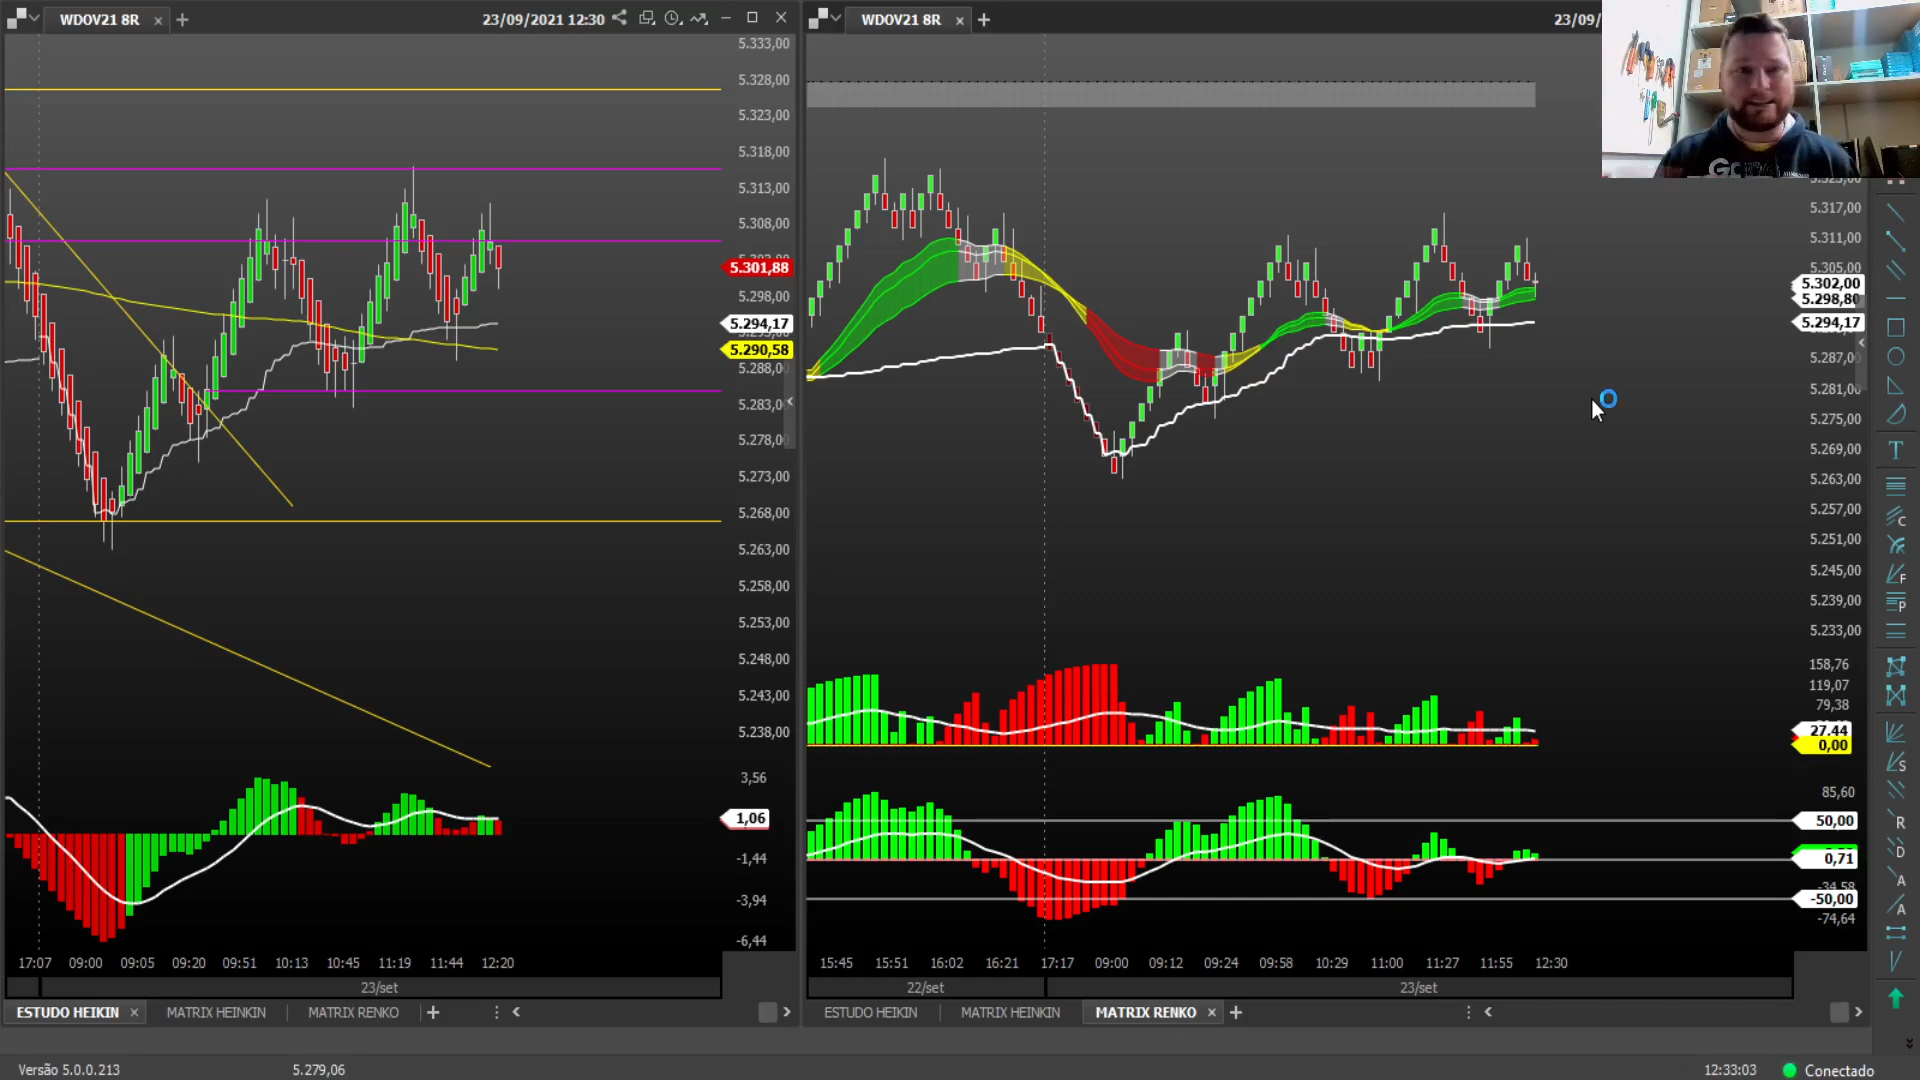 WDOV21 8R
23/09/2021 12:30
5.333,00
5.328,00
5.323,00
5.318,00
5.313,00
5.308,00
5.301,88
5.298,00
5.294,17
5.290,58
5.288,00
5.283,00
5.278,00
5.273,00
5.268,00
5.263,00
5.258,00
5.253,00
5.248,00
5.243,00
5.238,00
3,56
1,06
-1,44
-3,94
-6,44
17:07 09:00 09:05 09:20 09:51 10:13 10:45 11:19 11:44 12:20
23/set
ESTUDO HEIKIN
MATRIX HEINKIN
MATRIX RENKO
WDOV21 8R
23/09/
5.323,00
5.317,00
5.311,00
5.305,00
5.302,00
5.298,80
5.294,17
5.287,00
5.281,00
5.275,00
5.269,00
5.263,00
5.257,00
5.251,00
5.245,00
5.239,00
5.233,00
158,76
119,07
79,38
27,44
0,00
85,60
50,00
0,71
-34,58
-50,00
-74,64
15:45 15:51 16:02 16:21 17:17 09:00 09:12 09:24 09:58 10:29 11:00 11:27 11:55 12:30
22/set 23/set
ESTUDO HEIKIN
MATRIX HEINKIN
MATRIX RENKO
T
C
F
P
S
R
D
A
A
Versão 5.0.0.213
5.279,06
12:33:03
Conectado